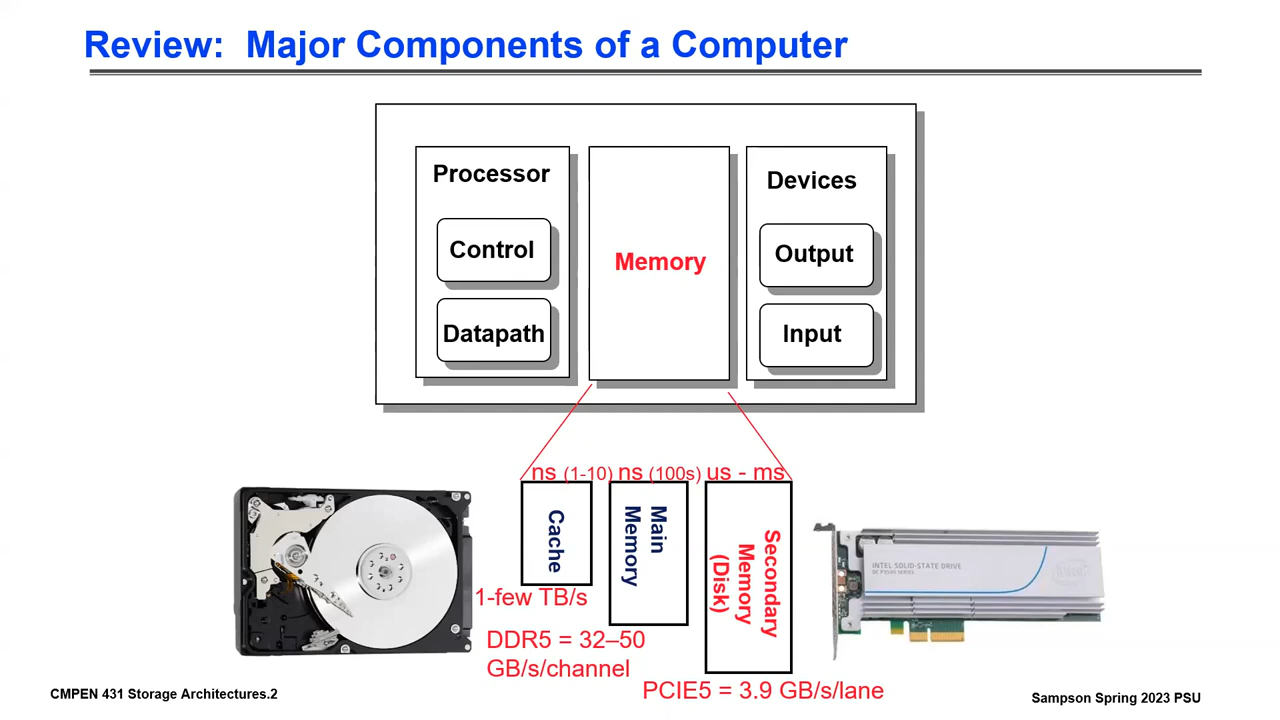 Review: Major Components of a Computer
Processor
Control
Datapath
Memory
Devices
Output
Input
ns (1-10) ns (100s) us - ms
Cache
Main
Memory
Secondary
Memory
(Disk)
INTEL SOLID-STATE DRIVE
1-few TB/s
DDR5 = 32–50
GB/s/channel
PCIE5 = 3.9 GB/s/lane
CMPEN 431 Storage Architectures.2
Sampson Spring 2023 PSU